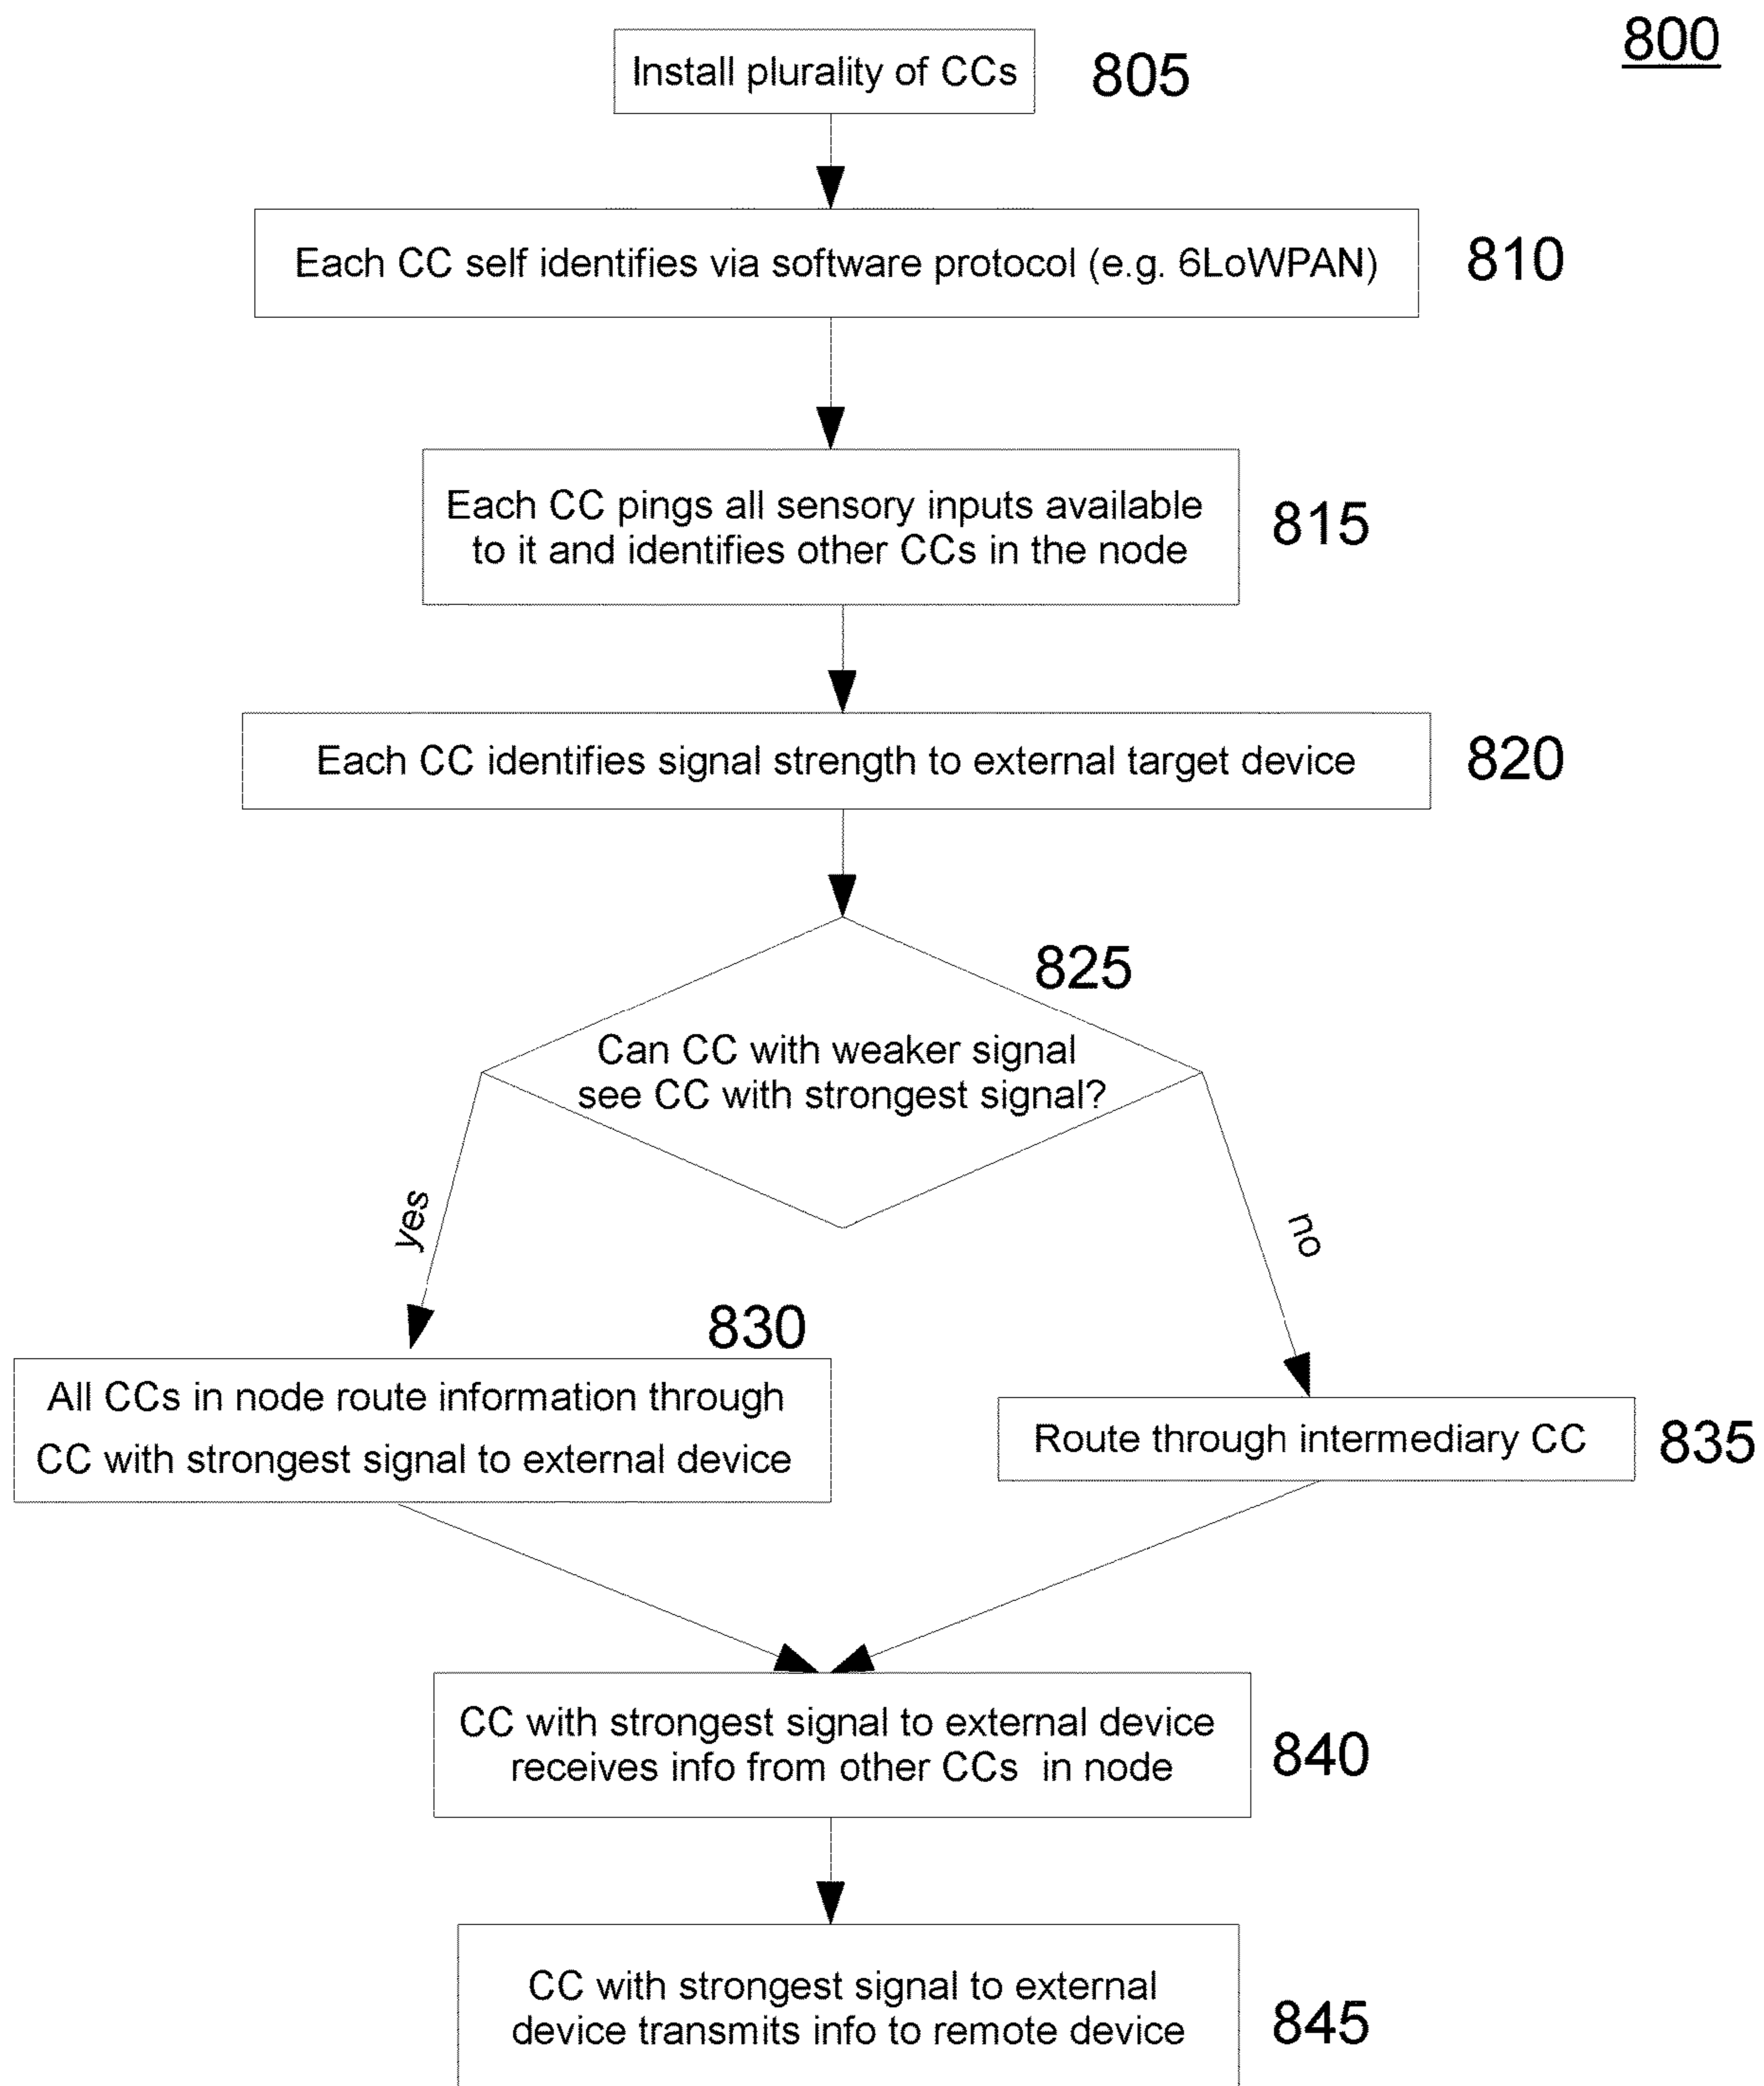 800
Install plurality of CCs
805
Each CC self identifies via software protocol (e.g. 6LoWPAN)
810
Each CC pings all sensory inputs available
to it and identifies other CCs in the node
815
Each CC identifies signal strength to external target device
820
825
Can CC with weaker signal
see CC with strongest signal?
yes
no
830
All CCs in node route information through
CC with strongest signal to external device
Route through intermediary CC
835
CC with strongest signal to external device
receives info from other CCs in node
840
CC with strongest signal to external
device transmits info to remote device
845